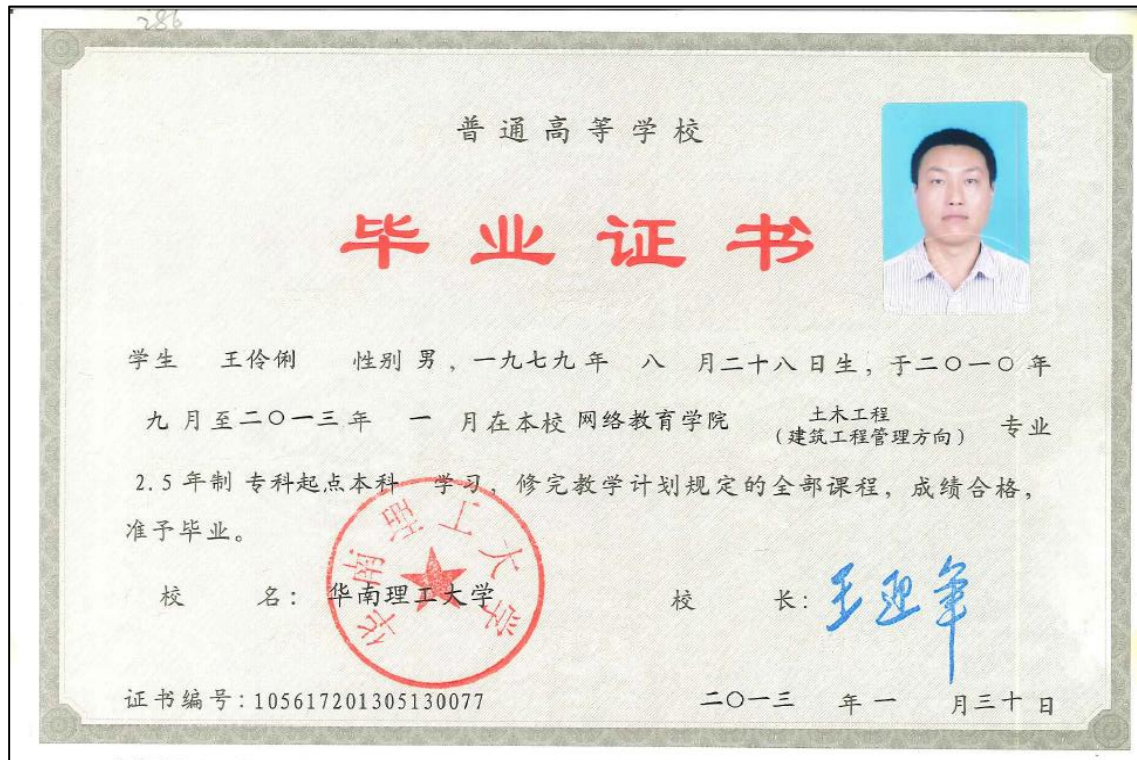 286
普通高等学校
毕业证书
学生 王伶俐 性别 男，一九七九年 八 月二十八日生，于二〇一〇年
九月至二〇一三年 一 月在本校 网络教育学院 土木工程
（建筑工程管理方向） 专业
2.5年制 专科起点本科 学习，修完教学计划规定的全部课程，成绩合格，
准予毕业。
校 名：华南理工大学 校 长：王迎军
华南理工大学
证书编号：105617201305130077 二〇一三 年 一 月三十日